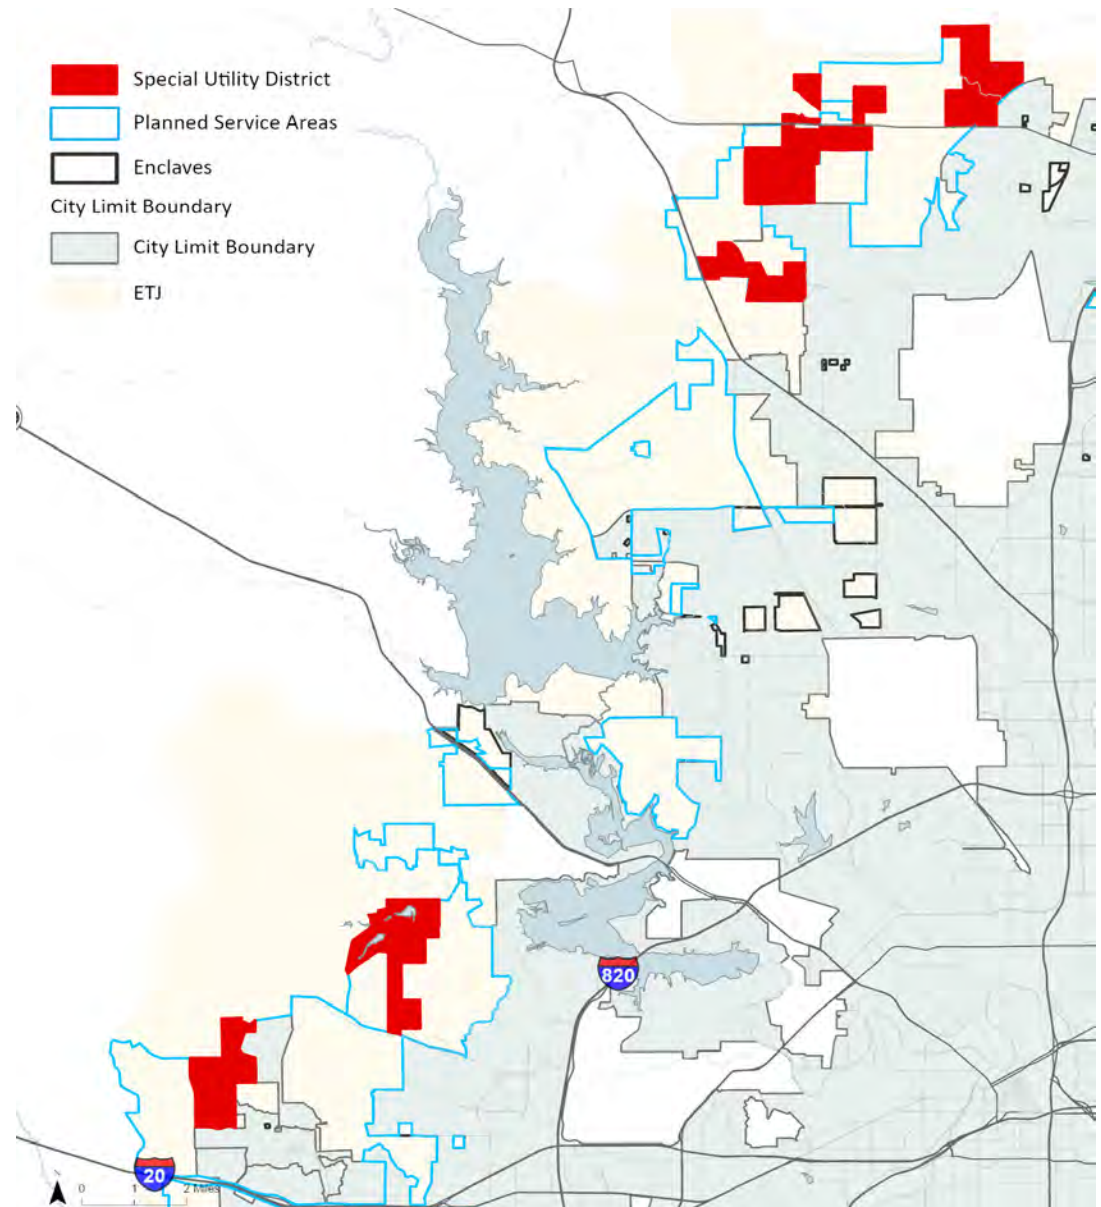 Special Utility District
Planned Service Areas
Enclaves
City Limit Boundary
City Limit Boundary
ETJ
820
20
0 1 2 Miles